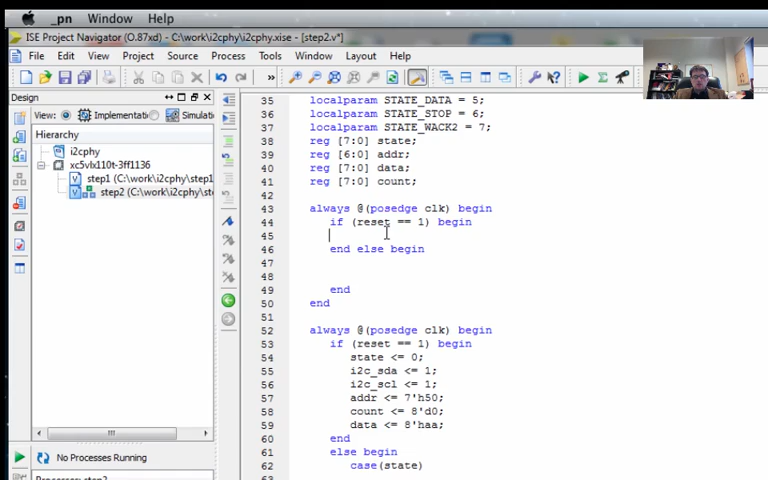 _pn Window Help
ISE Project Navigator (O.87xd) - C:\work\i2cphy\i2cphy.xise - [step2.v*]
File Edit View Project Source Process Tools Window Layout Help
»
Design
View: Implementatic Simulati
Hierarchy
i2cphy
xc5vlx110t-3ff1136
step1 (C:\work\i2cphy\step1
step2 (C:\work\i2cphy\st
No Processes Running
35 localparam STATE_DATA = 5;
36 localparam STATE_STOP = 6;
37 localparam STATE_WACK2 = 7;
38 reg [7:0] state;
39 reg [6:0] addr;
40 reg [7:0] data;
41 reg [7:0] count;
42
43 always @(posedge clk) begin
44 if (reset == 1) begin
45
46 end else begin
47
48
49 end
50 end
51
52 always @(posedge clk) begin
53 if (reset == 1) begin
54 state <= 0;
55 i2c_sda <= 1;
56 i2c_scl <= 1;
57 addr <= 7'h50;
58 count <= 8'd0;
59 data <= 8'haa;
60 end
61 else begin
62 case(state)